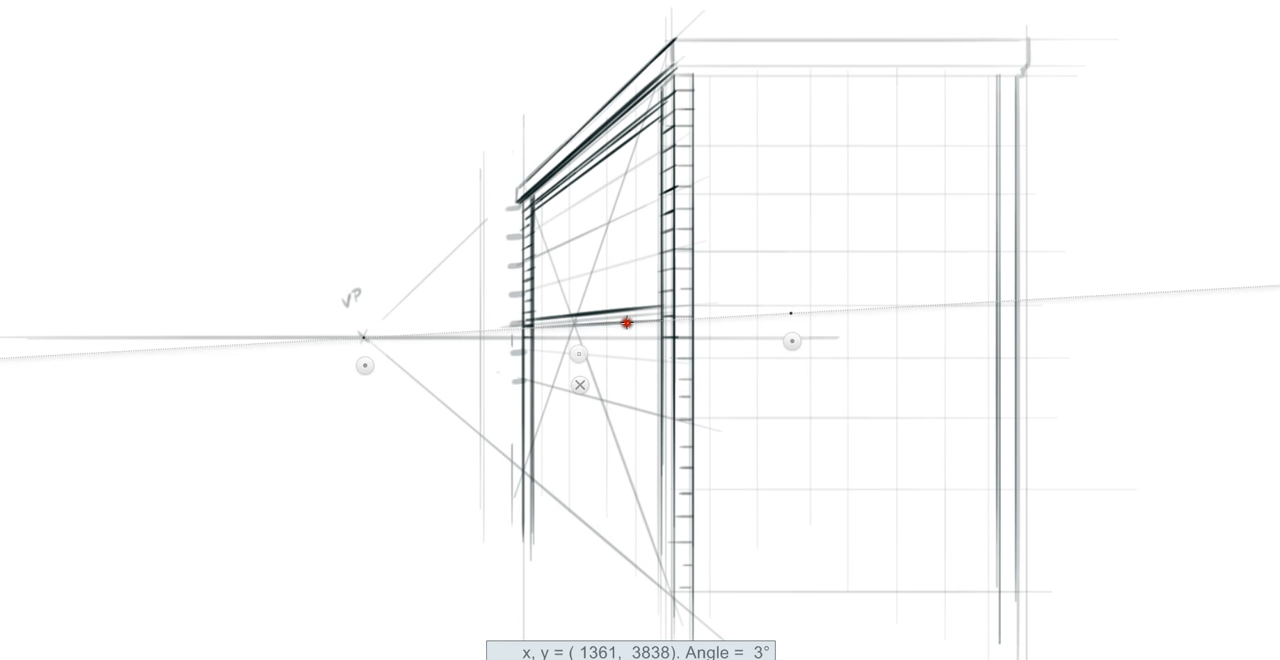 VP
x, y = ( 1361, 3838). Angle = 3°